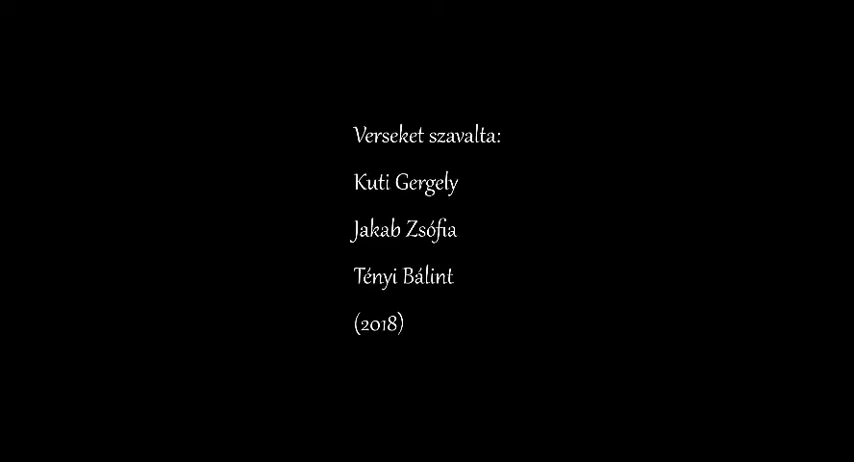 Verseket szavalta:
Kuti Gergely
Jakab Zsófia
Tényi Bálint
(2018)